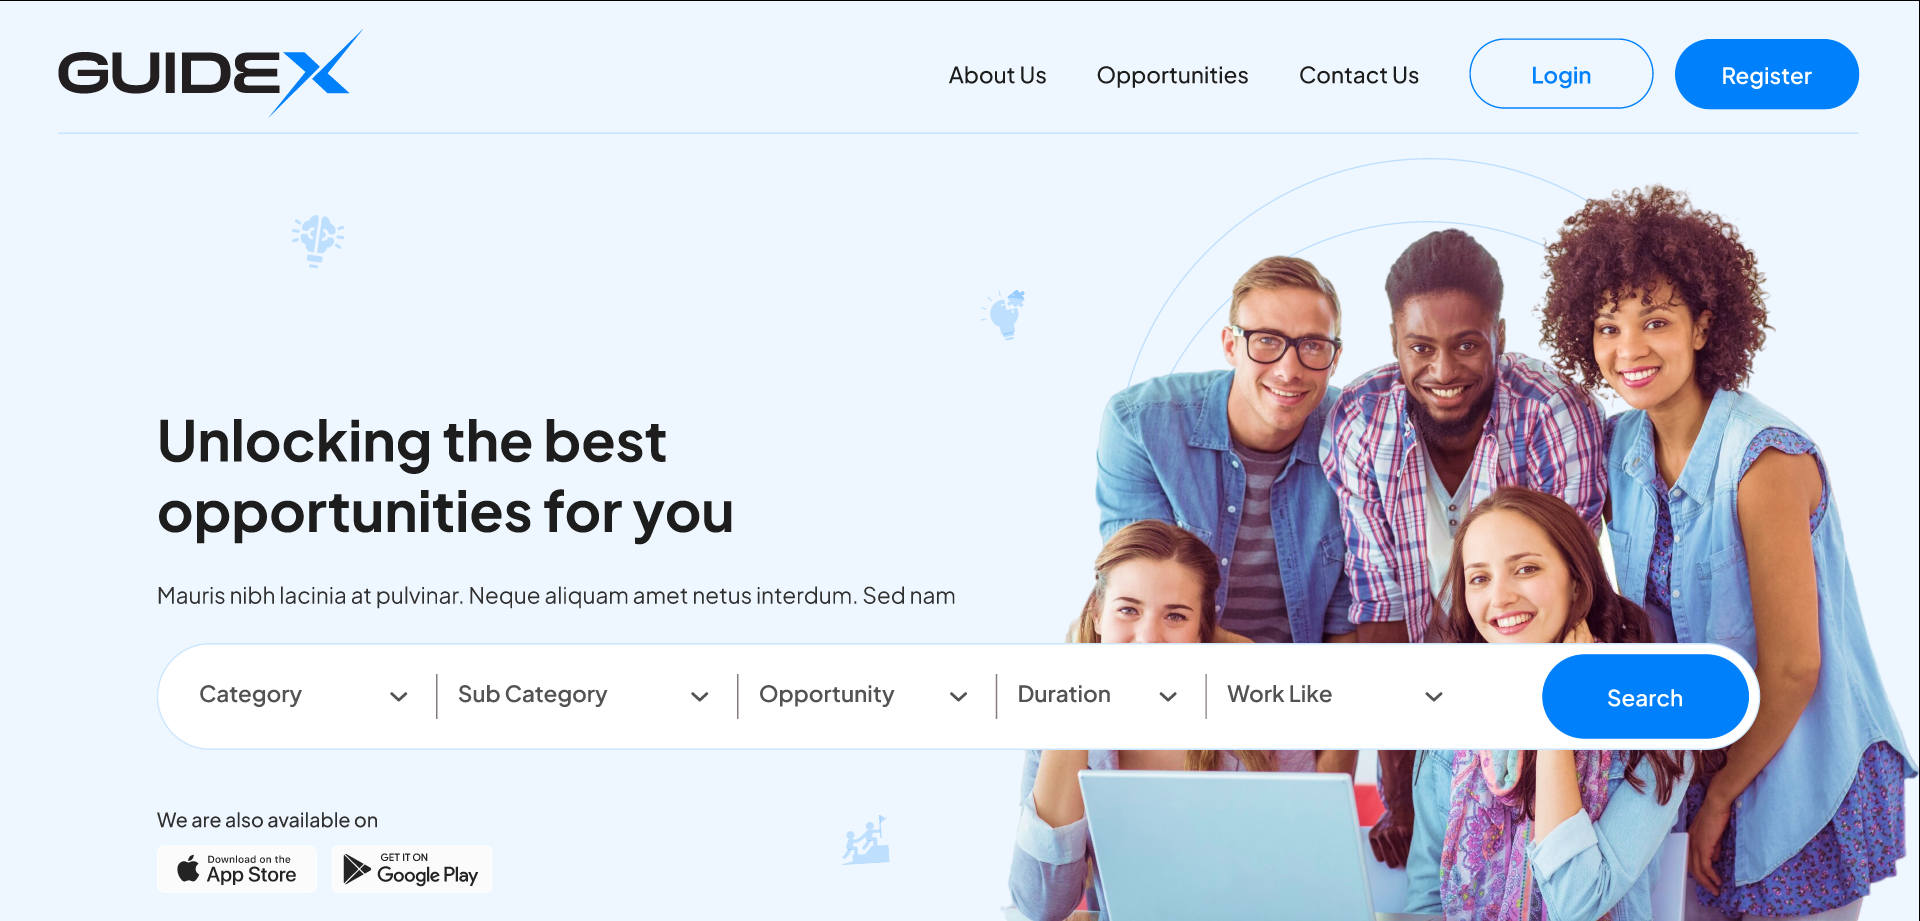 GUIDEX
About Us
Opportunities
Contact Us
Login
Register
Unlocking the best
opportunities for you
Mauris nibh lacinia at pulvinar. Neque aliquam amet netus interdum. Sed nam
Category
Sub Category
Opportunity
Duration
Work Like
Search
We are also available on
Download on the
App Store
GET IT ON
Google Play